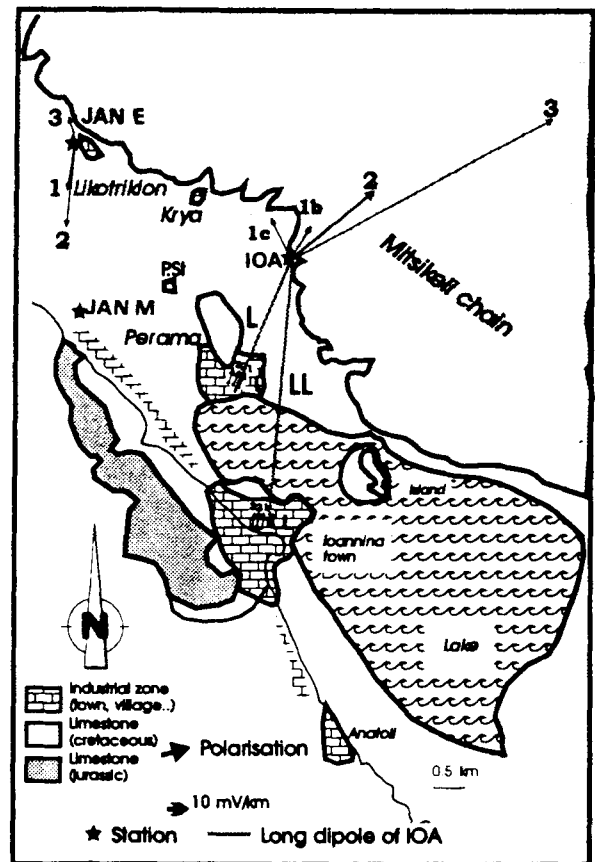 3
3 JAN E
2
1 Likotrikion
Krya
1b
2
1c
IOA
P.St
Mitsikeli chain
JAN M
L
Perama
LL
Island
Ioannina
town
N
Lake
Industrial zone
(town, village..)
Limestone
(cretaceous)
Polarisation
Anatoli
Limestone
(jurassic)
0.5 km
10 mV/km
Station
Long dipole of IOA